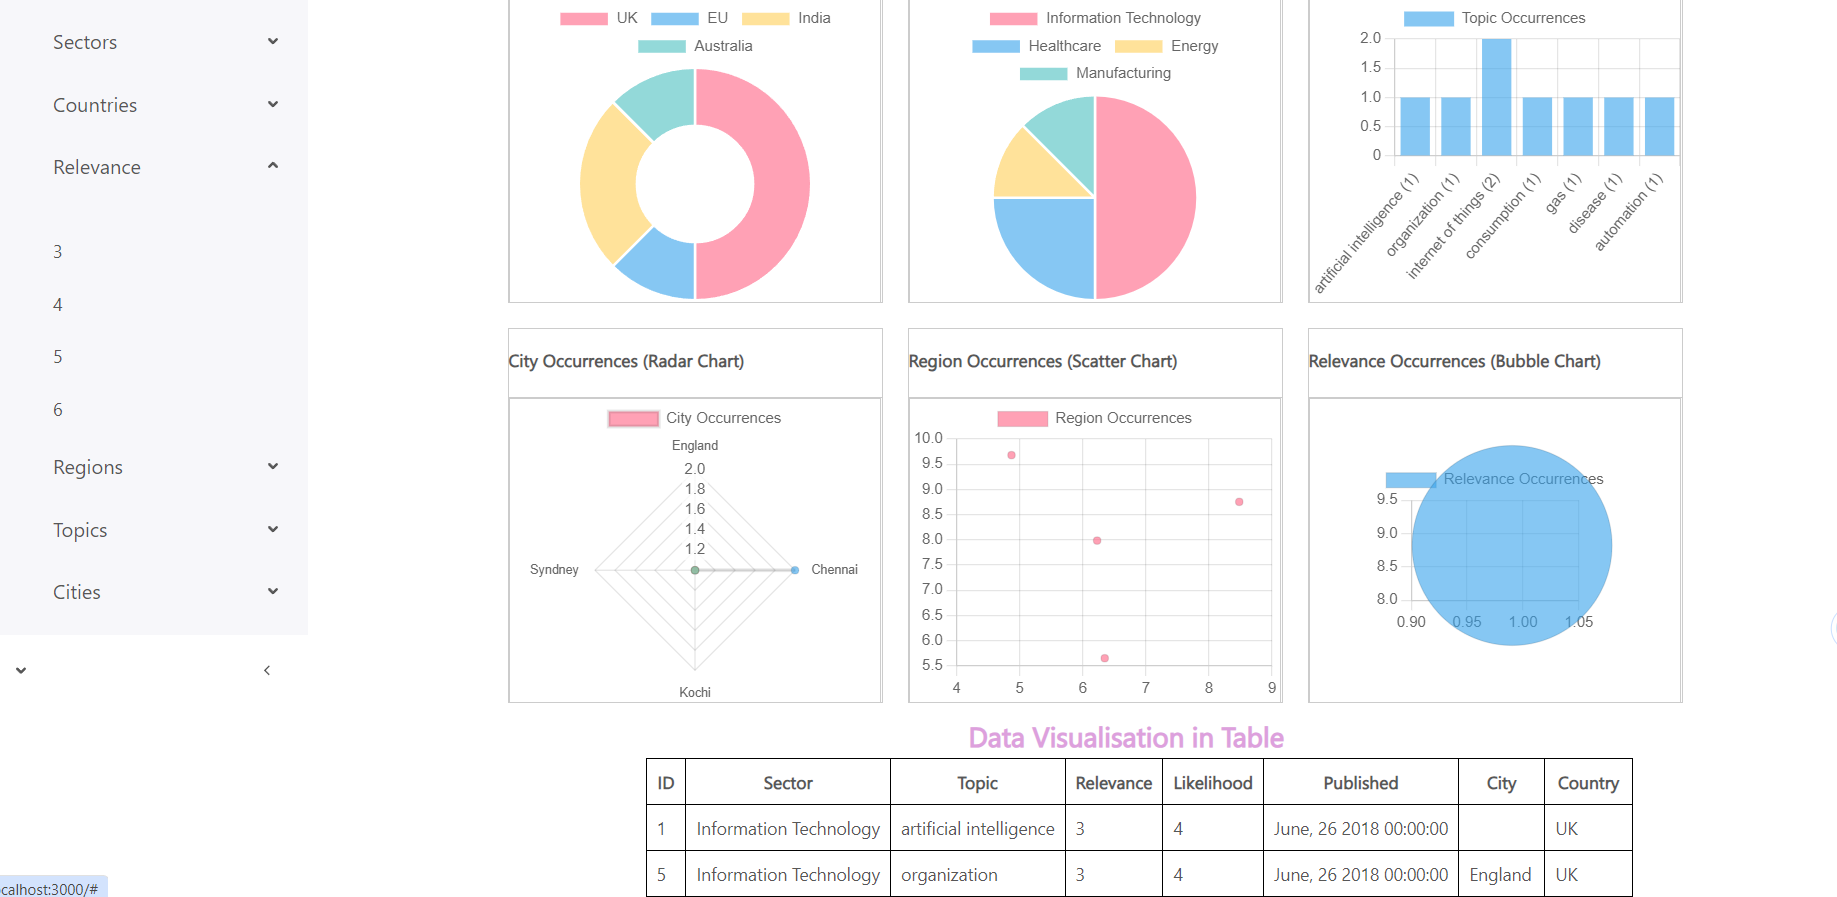 Sectors
Countries
Relevance
3
4
5
6
Regions
Topics
Cities
UK EU India
Australia
Information Technology
Healthcare Energy
Manufacturing
Topic Occurrences
2.0
1.5
1.0
0.5
0
artificial intelligence (1)
organization (1)
internet of things (2)
consumption (1)
gas (1)
disease (1)
automation (1)
City Occurrences (Radar Chart)
City Occurrences
England
2.0
1.8
1.6
1.4
1.2
Syndney
Chennai
Kochi
Region Occurrences (Scatter Chart)
Region Occurrences
10.0
9.5
9.0
8.5
8.0
7.5
7.0
6.5
6.0
5.5
4 5 6 7 8 9
Relevance Occurrences (Bubble Chart)
Relevance Occurrences
9.5
9.0
8.5
8.0
0.90 0.95 1.00 1.05
Data Visualisation in Table
ID Sector Topic Relevance Likelihood Published City Country
1 Information Technology artificial intelligence 3 4 June, 26 2018 00:00:00 UK
5 Information Technology organization 3 4 June, 26 2018 00:00:00 England UK
calhost:3000/#